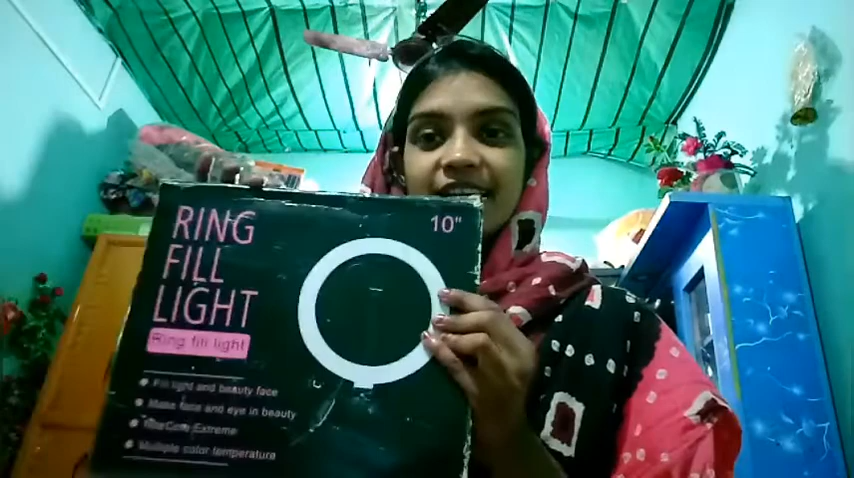 RING
FILL
LIGHT
10"
Ring fill light
Fill light and beauty face
Make face and eye in beauty
Extreme
Multiple color temperature